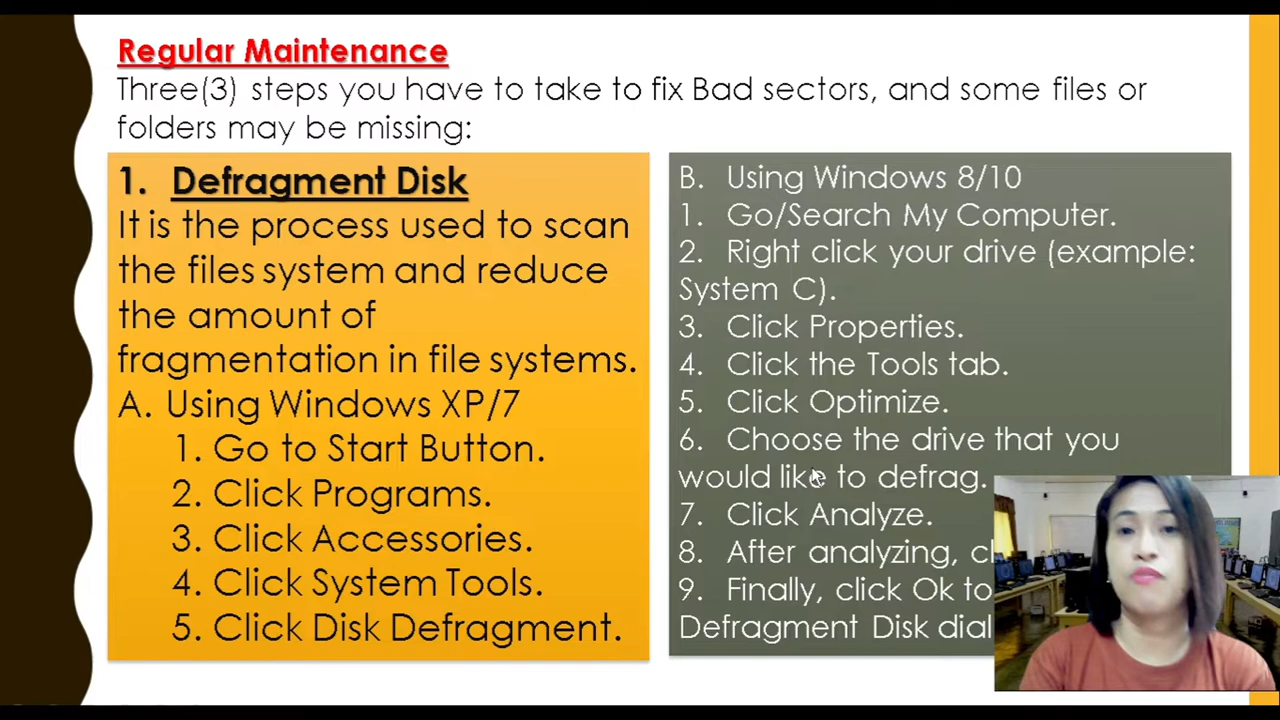 Regular Maintenance
Three(3) steps you have to take to fix Bad sectors, and some files or
folders may be missing:
1. Defragment Disk
It is the process used to scan
the files system and reduce
the amount of
fragmentation in file systems.
A. Using Windows XP/7
1. Go to Start Button.
2. Click Programs.
3. Click Accessories.
4. Click System Tools.
5. Click Disk Defragment.
B. Using Windows 8/10
1. Go/Search My Computer.
2. Right click your drive (example:
System C).
3. Click Properties.
4. Click the Tools tab.
5. Click Optimize.
6. Choose the drive that you
would like to defrag.
7. Click Analyze.
8. After analyzing,
9. Finally, click Ok to
Defragment Disk